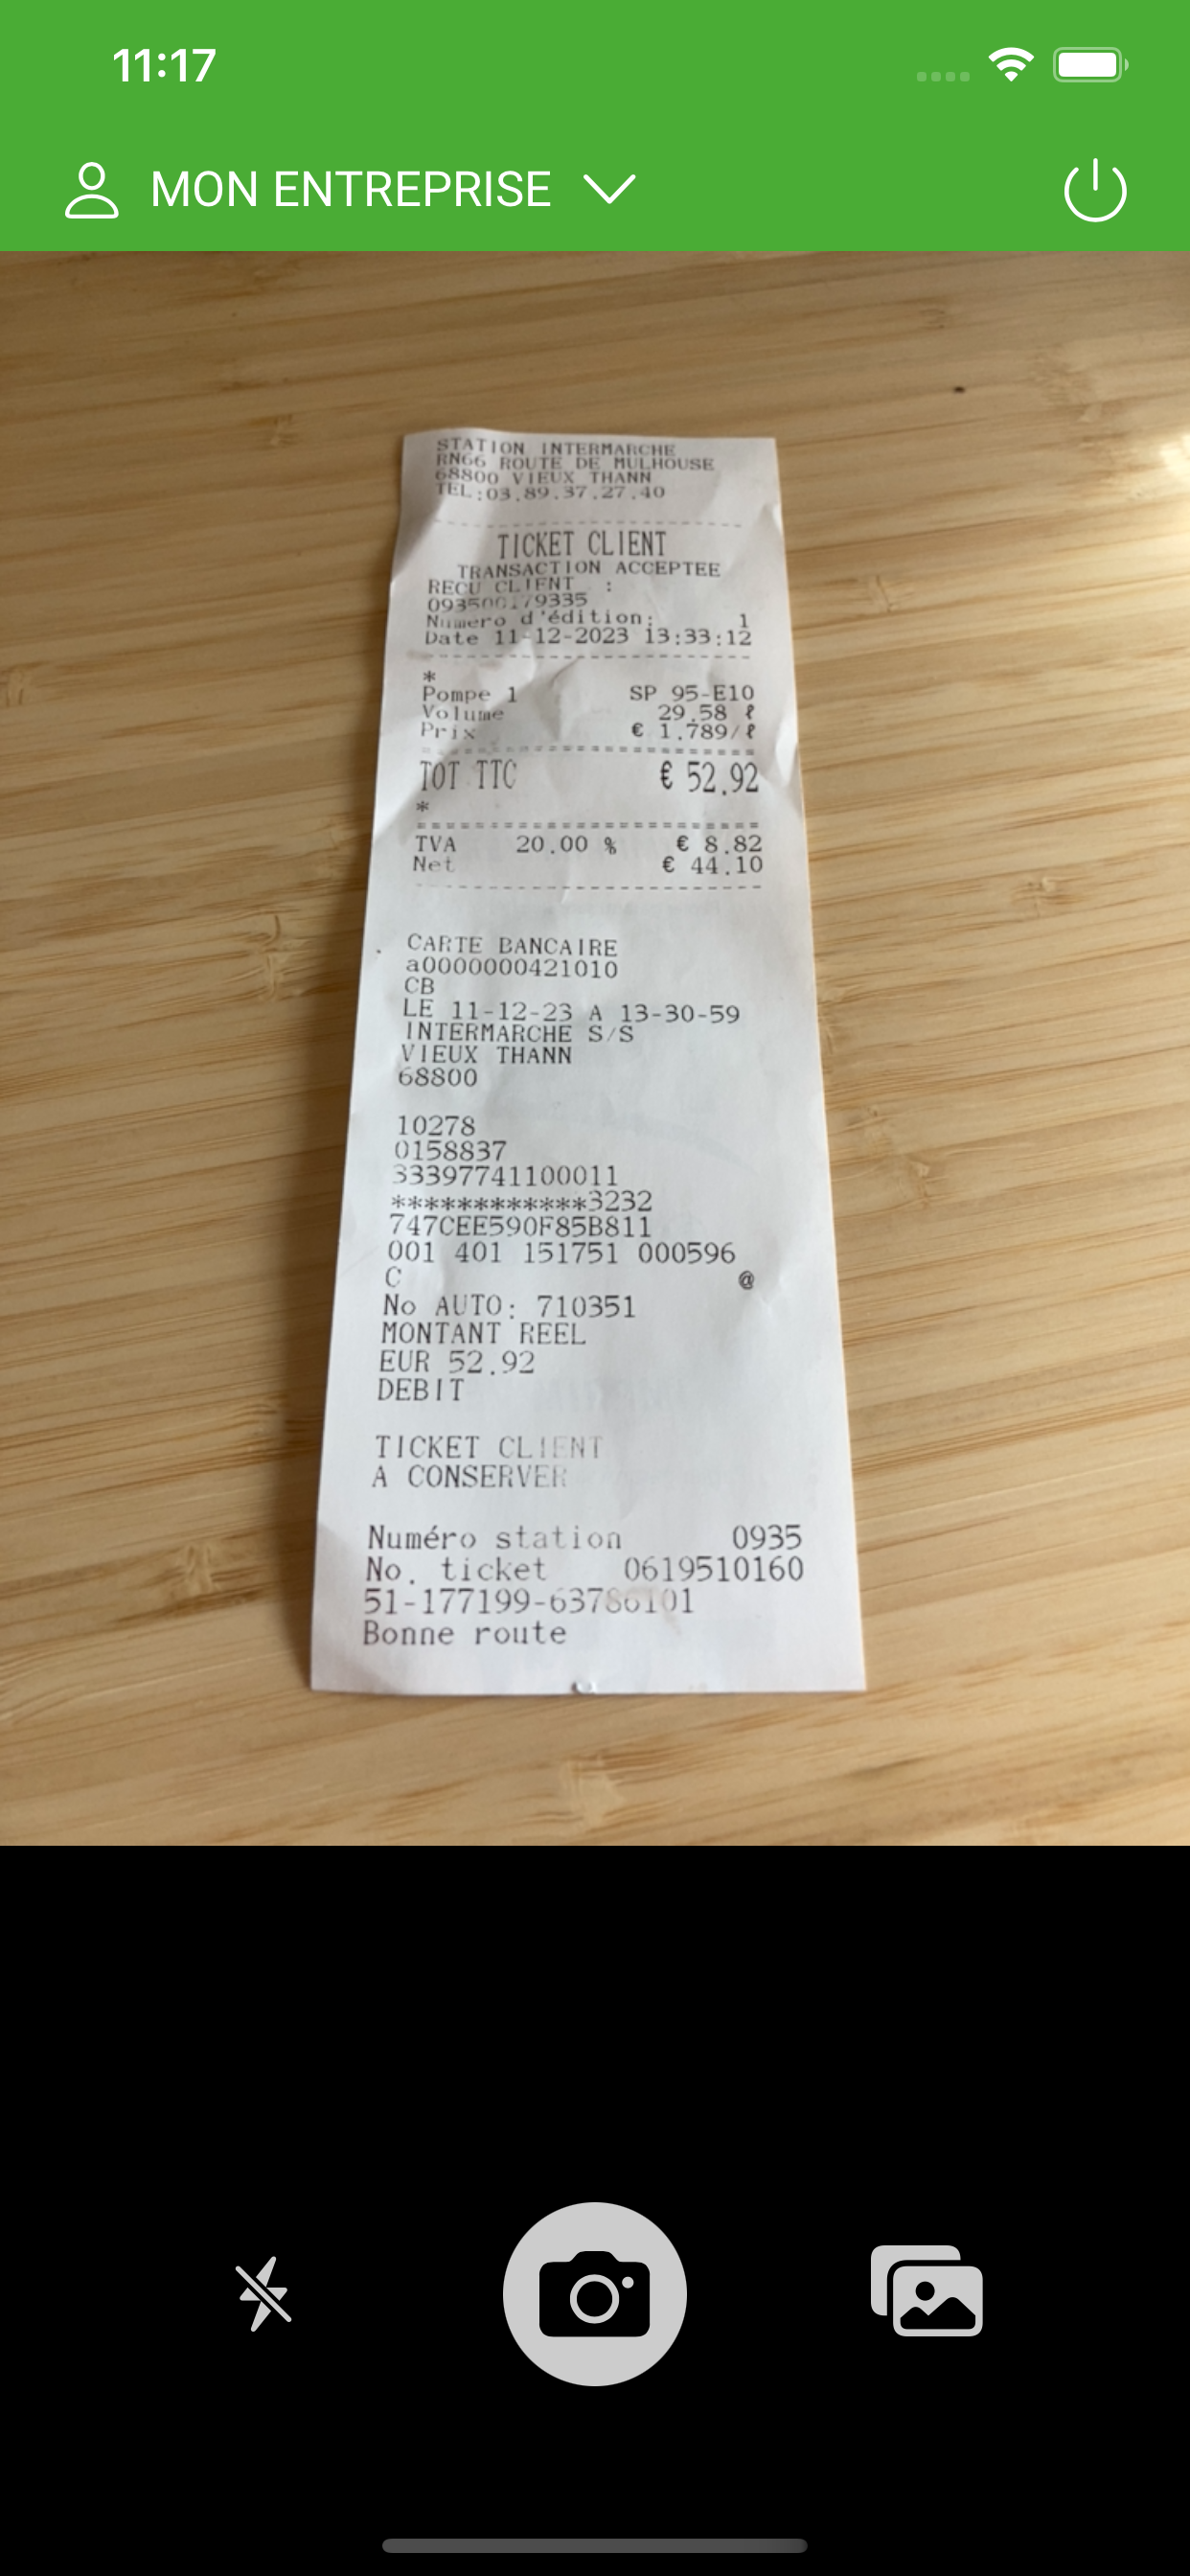 11:17
MON ENTREPRISE
STATION INTERMARCHE
RN66 ROUTE DE MULHOUSE
68800 VIEUX THANN
TEL:03.89.37.27.40
TICKET CLIENT
TRANSACTION ACCEPTEE
RECU CLIENT :
093500179335
Numero d'édition: 1
Date 11-12-2023 13:33:12
*
Pompe 1 SP 95-E10
Volume 29.58 ℓ
Prix € 1.789/ℓ
TOT TTC € 52.92
*
TVA 20.00 % € 8.82
Net € 44.10
CARTE BANCAIRE
a0000000421010
CB
LE 11-12-23 A 13-30-59
INTERMARCHE S/S
VIEUX THANN
68800
10278
0158837
33397741100011
************3232
747CEE590F85B811
001 401 151751 000596
C @
No AUTO: 710351
MONTANT REEL
EUR 52.92
DEBIT
TICKET CLIENT
A CONSERVER
Numéro station 0935
No. ticket 0619510160
51-177199-63786101
Bonne route